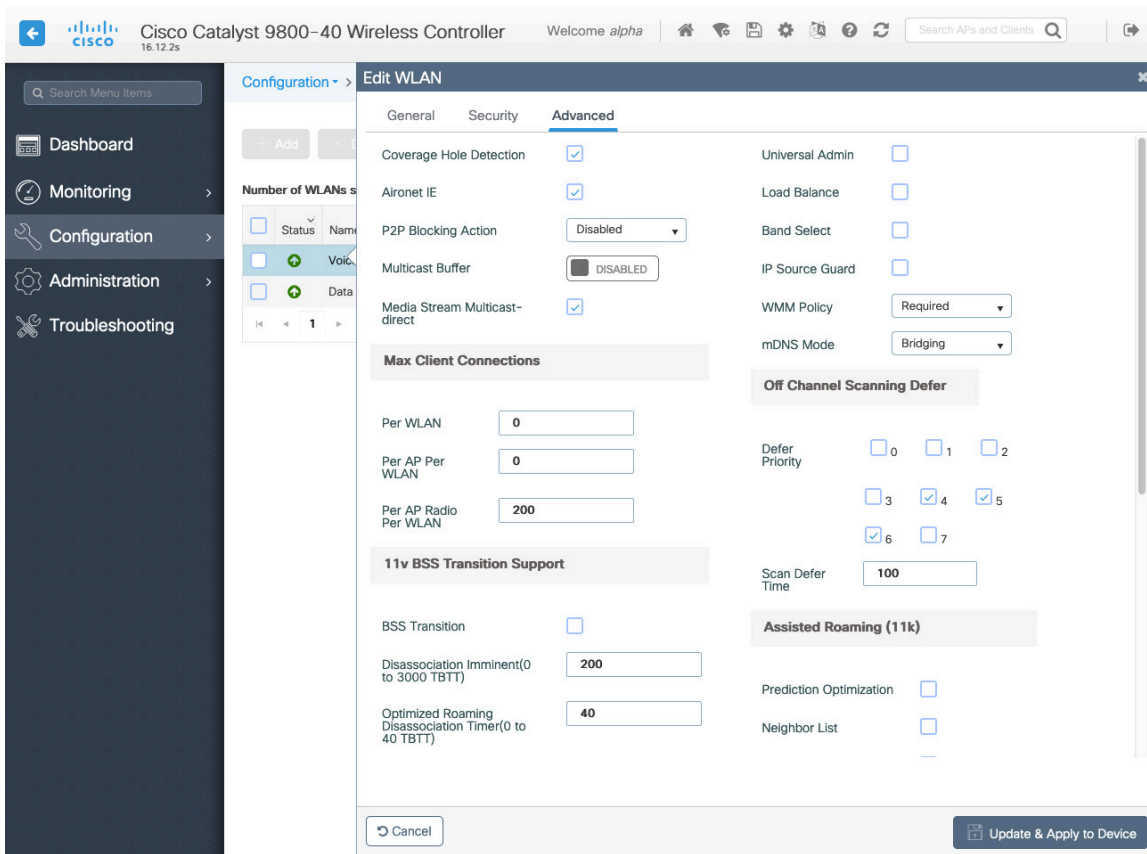 CISCO
Cisco Catalyst 9800-40 Wireless Controller
16.12.2s
Welcome alpha
Search APs and Clients
Search Menu Items
Dashboard
Monitoring
Configuration
Administration
Troubleshooting
Configuration
+ Add
× D
Number of WLANs s
Status Name
Voic
Data
1
Edit WLAN
General Security Advanced
Coverage Hole Detection
Aironet IE
P2P Blocking Action Disabled
Multicast Buffer DISABLED
Media Stream Multicast-
direct
Max Client Connections
Per WLAN 0
Per AP Per
WLAN 0
Per AP Radio
Per WLAN 200
11v BSS Transition Support
BSS Transition
Disassociation Imminent(0
to 3000 TBTT) 200
Optimized Roaming
Disassociation Timer(0 to
40 TBTT) 40
Universal Admin
Load Balance
Band Select
IP Source Guard
WMM Policy Required
mDNS Mode Bridging
Off Channel Scanning Defer
Defer
Priority 0 1 2
3 4 5
6 7
Scan Defer
Time 100
Assisted Roaming (11k)
Prediction Optimization
Neighbor List
Cancel
Update & Apply to Device